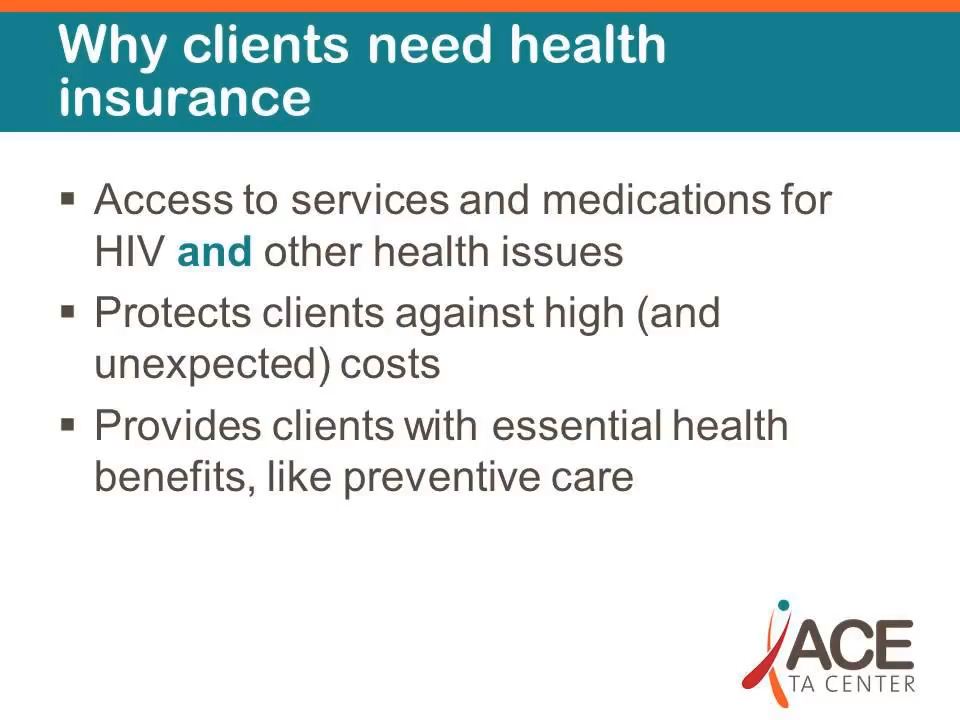 Why clients need health
insurance
▪ Access to services and medications for
HIV and other health issues
▪ Protects clients against high (and
unexpected) costs
▪ Provides clients with essential health
benefits, like preventive care
ACE
TA CENTER